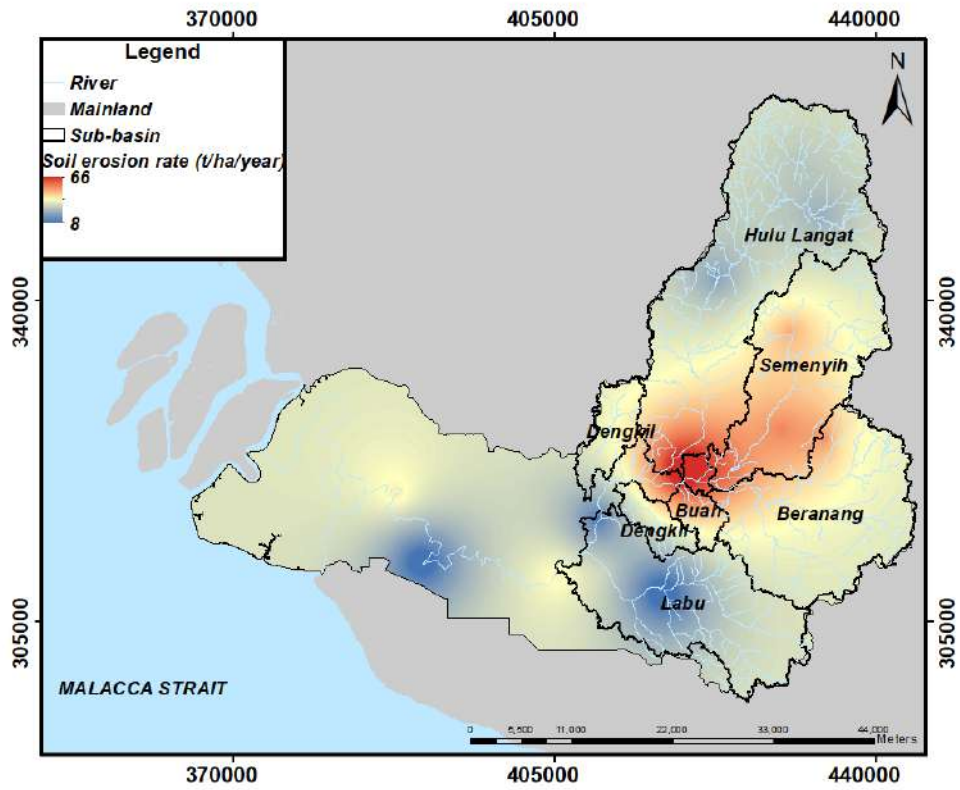 370000 405000 440000
Legend
River
Mainland
Sub-basin
Soil erosion rate (t/ha/year)
66
8
N
Hulu Langat
340000 340000
Semenyih
Dengkil
Buah
Beranang
Dengkil
Labu
305000 305000
MALACCA STRAIT
0 5,500 11,000 22,000 33,000 44,000
Meters
370000 405000 440000